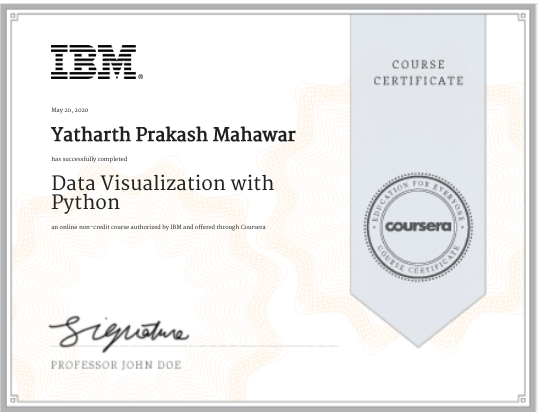 IBM®
COURSE
CERTIFICATE
May 20, 2020
Yatharth Prakash Mahawar
has successfully completed
Data Visualization with
Python
an online non-credit course authorized by IBM and offered through Coursera
EDUCATION FOR EVERYONE
coursera
COURSE CERTIFICATE
Signature
PROFESSOR JOHN DOE